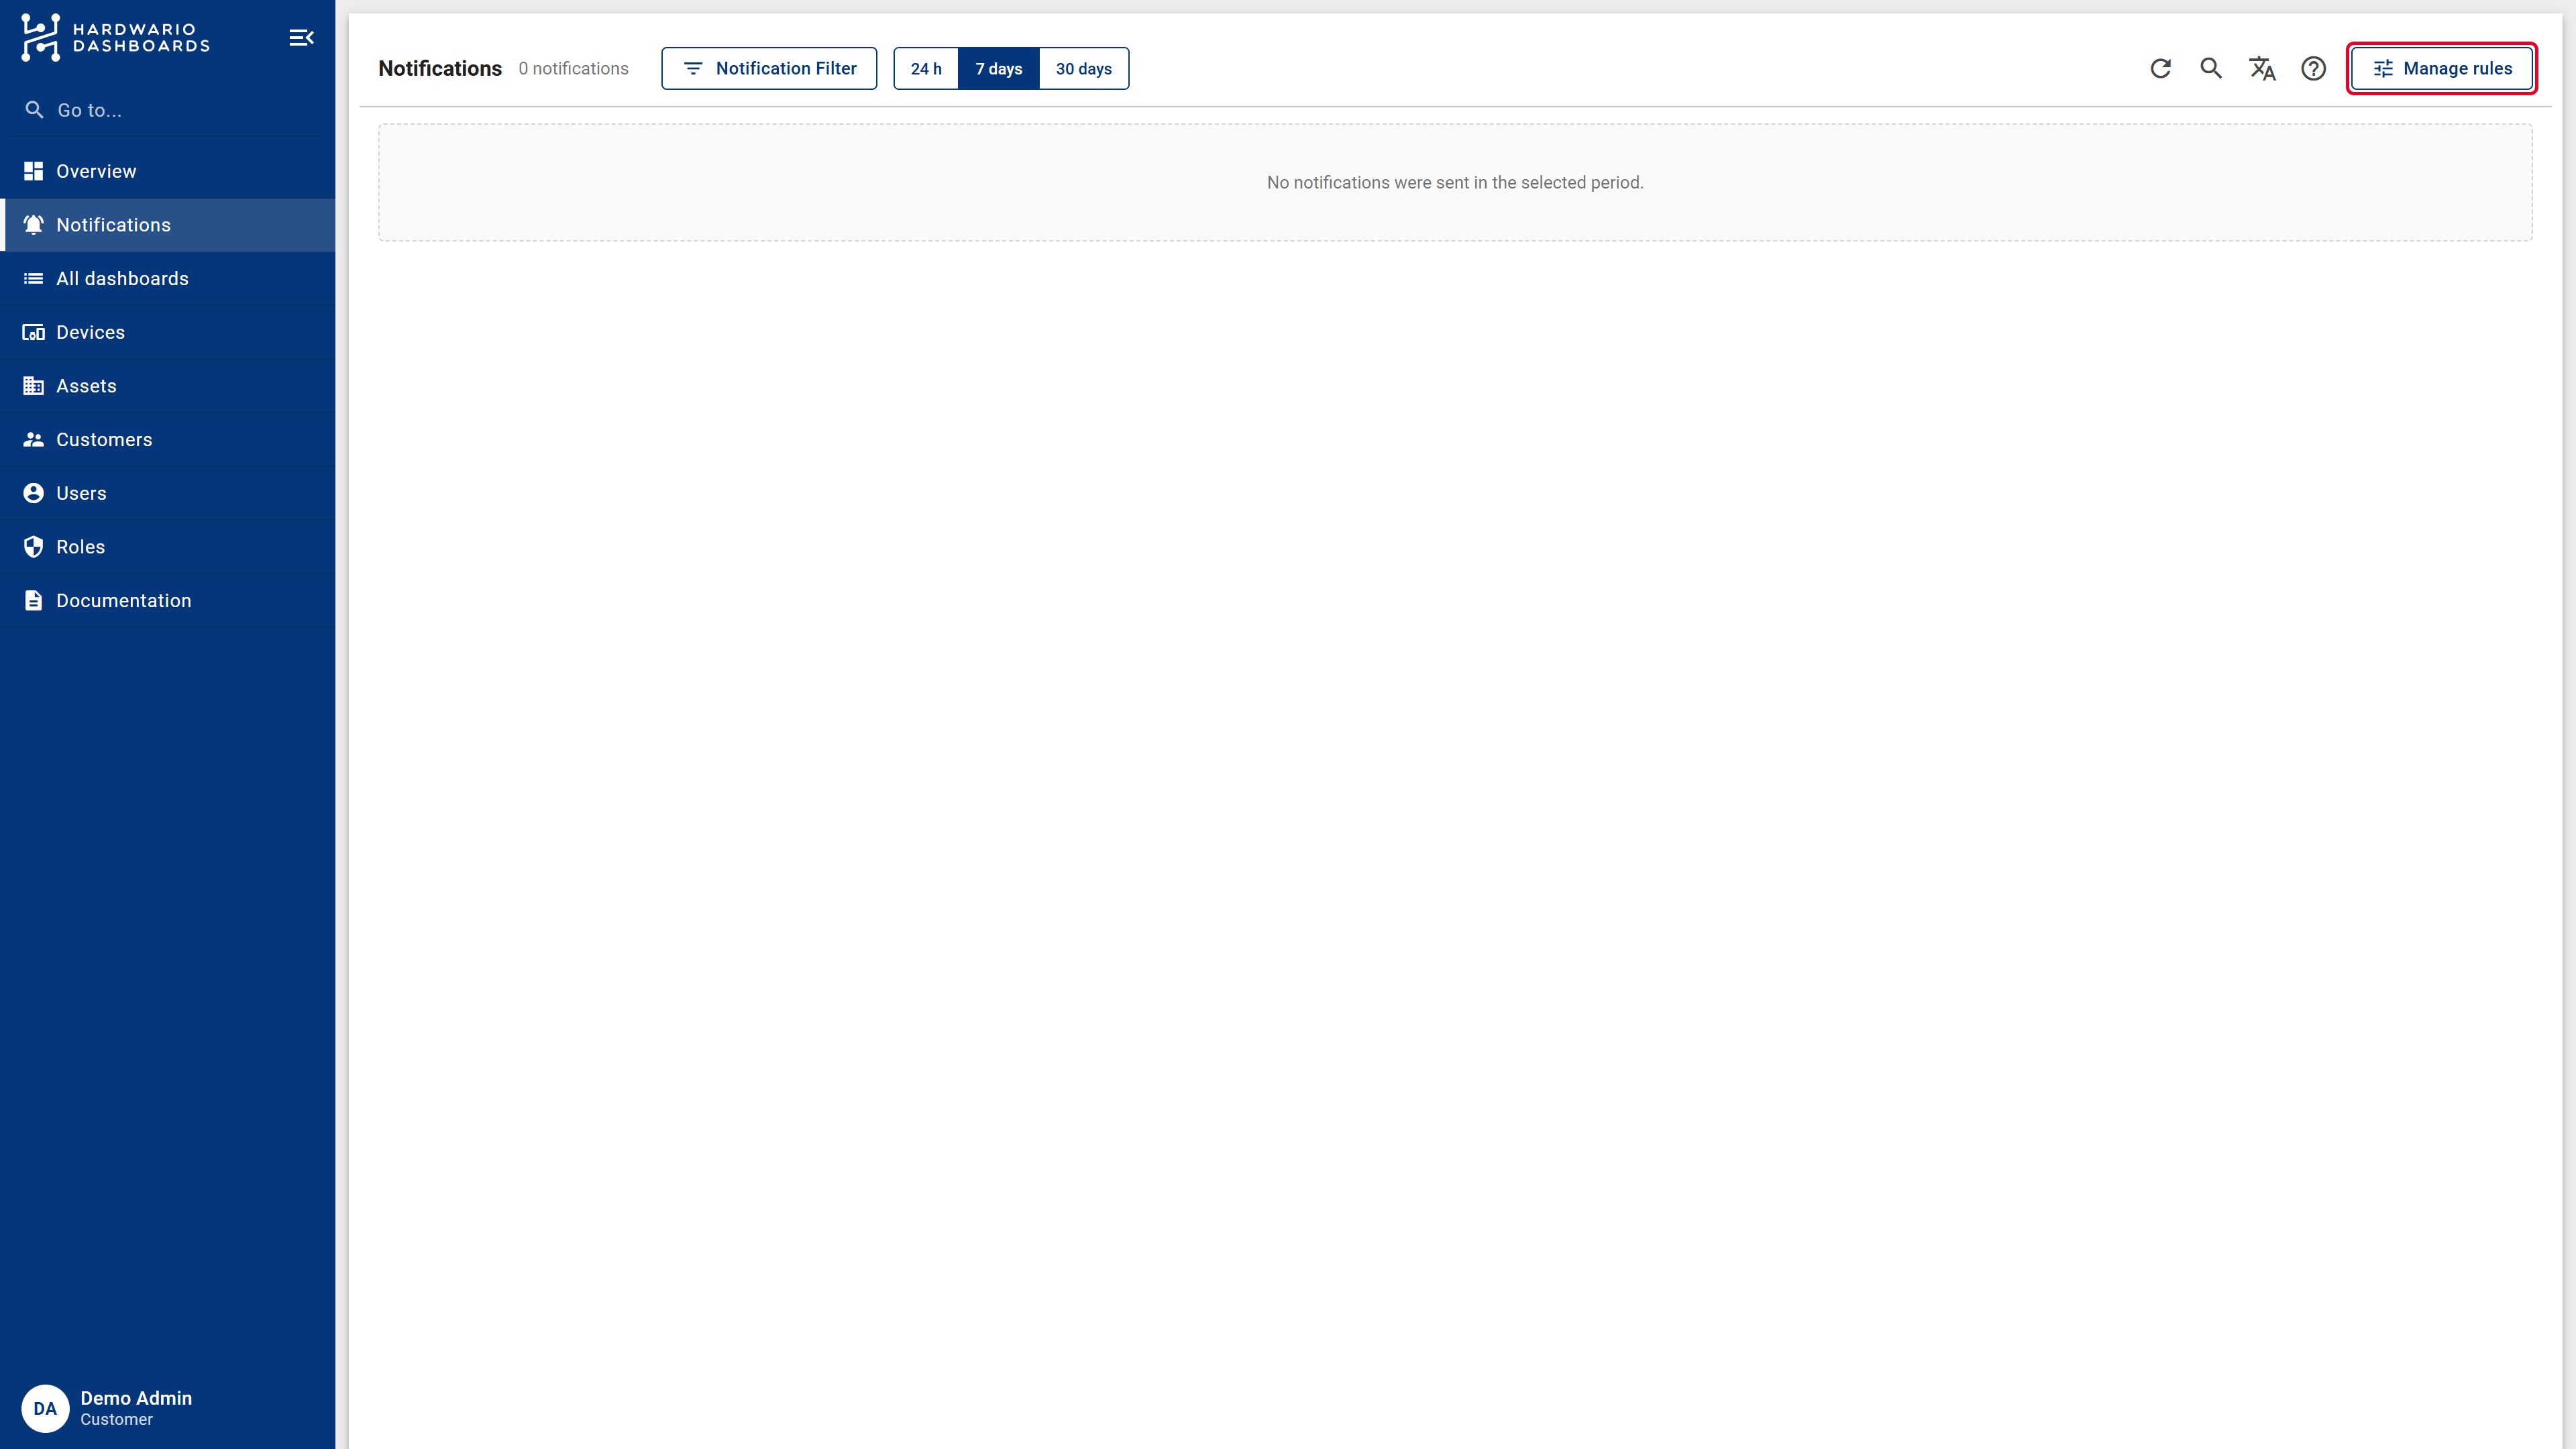 HARDWARIO
DASHBOARDS
Go to...
Overview
Notifications
All dashboards
Devices
Assets
Customers
Users
Roles
Documentation
DA
Demo Admin
Customer
Notifications
0 notifications
Notification Filter
24 h
7 days
30 days
Manage rules
No notifications were sent in the selected period.